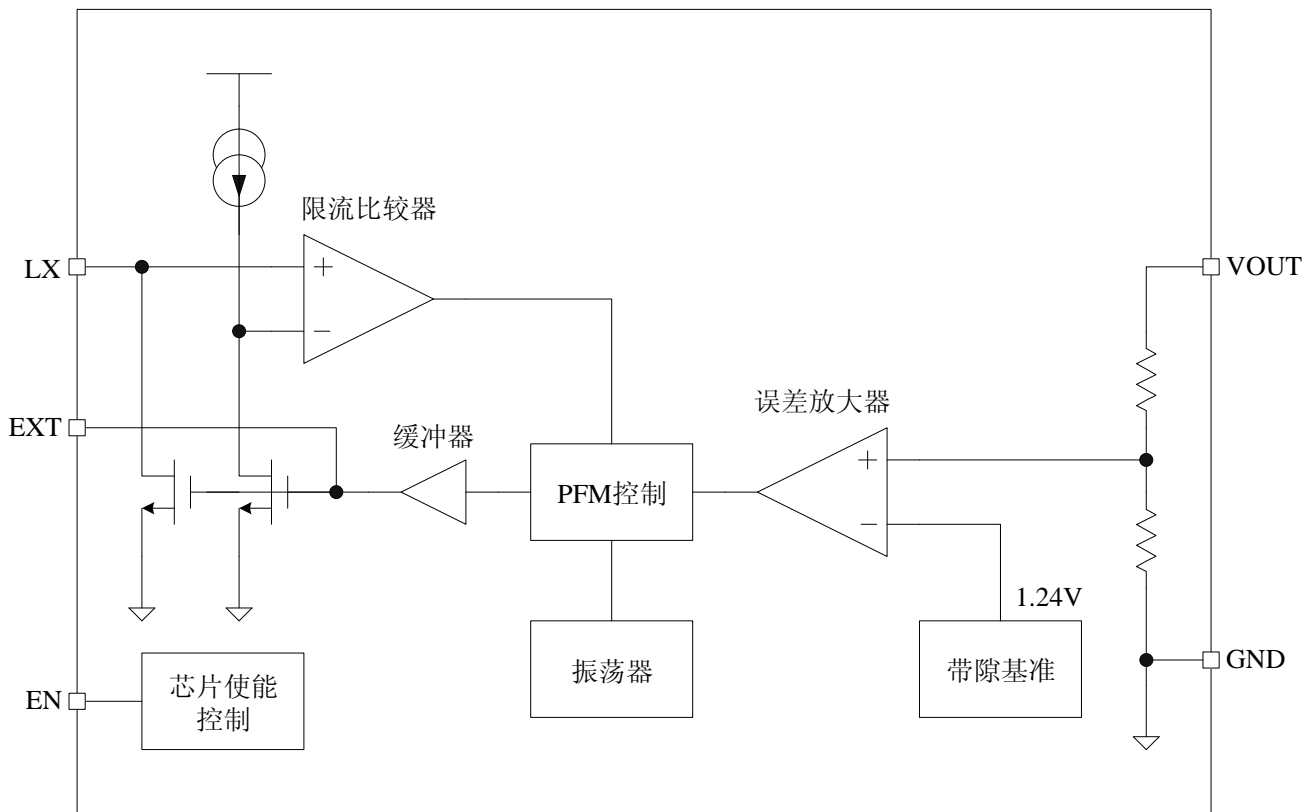 限流比较器
+
−
LX
VOUT
误差放大器
EXT
缓冲器
+
PFM控制
−
1.24V
振荡器
带隙基准
GND
芯片使能
控制
EN